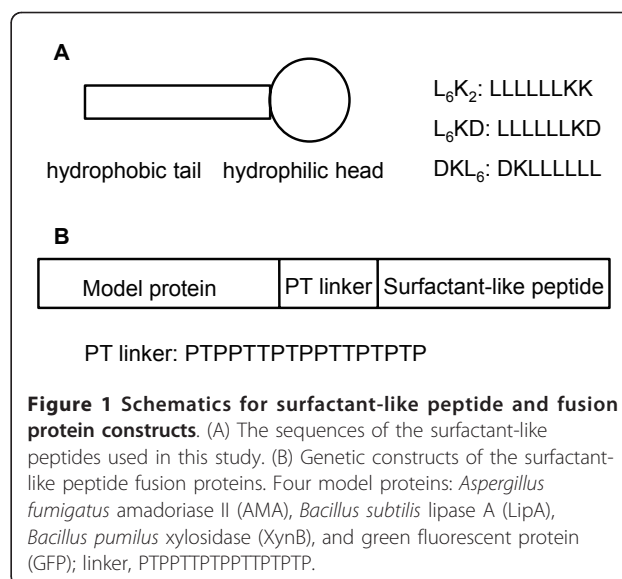 A
L₆K₂: LLLLLLKK
L₆KD: LLLLLLKD
DKL₆: DKLLLLLL
hydrophobic tail hydrophilic head
B
Model protein PT linker Surfactant-like peptide
PT linker: PTPPTTPTPPTTPTPTP
Figure 1 Schematics for surfactant-like peptide and fusion
protein constructs. (A) The sequences of the surfactant-like
peptides used in this study. (B) Genetic constructs of the surfactant-
like peptide fusion proteins. Four model proteins: Aspergillus
fumigatus amadoriase II (AMA), Bacillus subtilis lipase A (LipA),
Bacillus pumilus xylosidase (XynB), and green fluorescent protein
(GFP); linker, PTPPTTPTPPTTPTPTP.